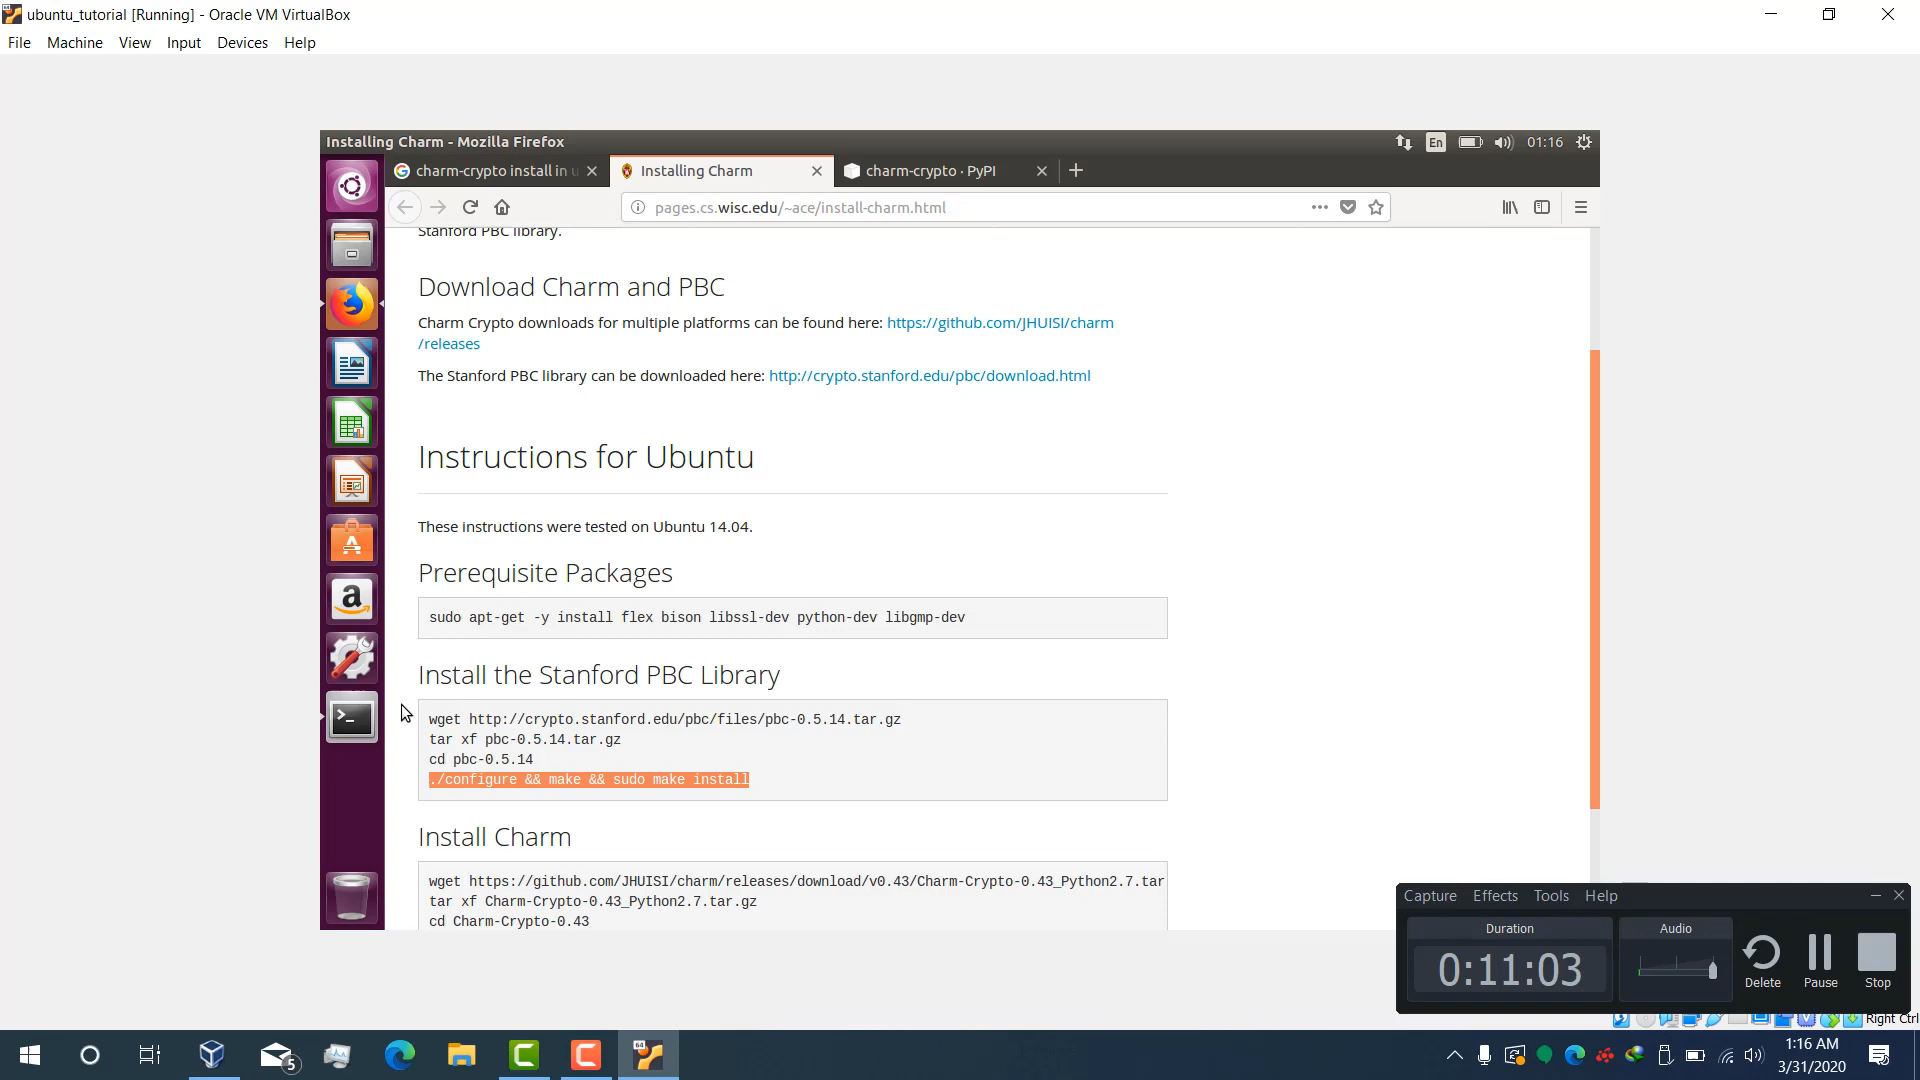 ubuntu_tutorial [Running] - Oracle VM VirtualBox
File Machine View Input Devices Help
Installing Charm - Mozilla Firefox
En
01:16
charm-crypto install in u
Installing Charm
charm-crypto · PyPI
pages.cs.wisc.edu/~ace/install-charm.html
Stanford PBC library.
Download Charm and PBC
Charm Crypto downloads for multiple platforms can be found here: https://github.com/JHUISI/charm
/releases
The Stanford PBC library can be downloaded here: http://crypto.stanford.edu/pbc/download.html
Instructions for Ubuntu
These instructions were tested on Ubuntu 14.04.
Prerequisite Packages
sudo apt-get -y install flex bison libssl-dev python-dev libgmp-dev
Install the Stanford PBC Library
wget http://crypto.stanford.edu/pbc/files/pbc-0.5.14.tar.gz
tar xf pbc-0.5.14.tar.gz
cd pbc-0.5.14
./configure && make && sudo make install
Install Charm
wget https://github.com/JHUISI/charm/releases/download/v0.43/Charm-Crypto-0.43_Python2.7.tar
tar xf Charm-Crypto-0.43_Python2.7.tar.gz
cd Charm-Crypto-0.43
Capture Effects Tools Help
Duration
Audio
0:11:03
Delete
Pause
Stop
Right Ctrl
5
64
1:16 AM
3/31/2020